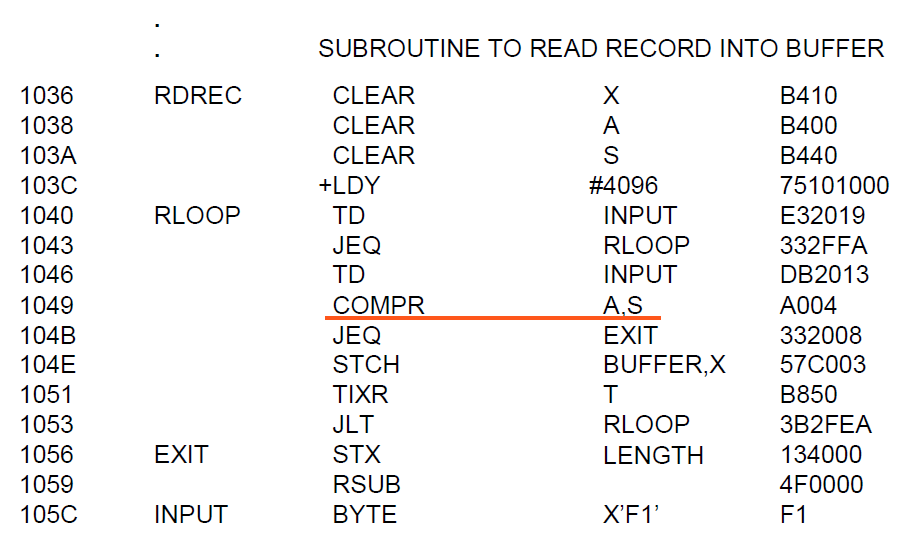 .
. SUBROUTINE TO READ RECORD INTO BUFFER
1036 RDREC CLEAR X B410
1038 CLEAR A B400
103A CLEAR S B440
103C +LDY #4096 75101000
1040 RLOOP TD INPUT E32019
1043 JEQ RLOOP 332FFA
1046 TD INPUT DB2013
1049 COMPR A,S A004
104B JEQ EXIT 332008
104E STCH BUFFER,X 57C003
1051 TIXR T B850
1053 JLT RLOOP 3B2FEA
1056 EXIT STX LENGTH 134000
1059 RSUB 4F0000
105C INPUT BYTE X’F1’ F1